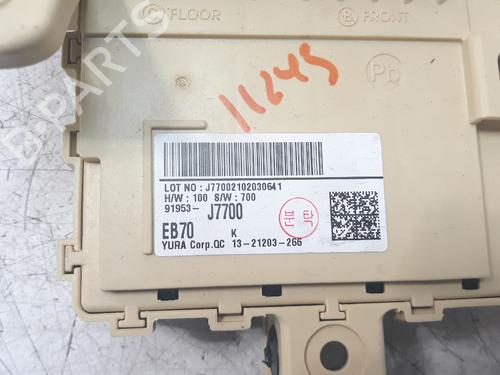 C FLOOR
B FRONT
Pb
11245
LOT NO : J77002102030641
H/W : 100 S/W : 700
91953- J7700
EB70 K
분탁
YURA Corp.QC 13-21203-266
B-Parts